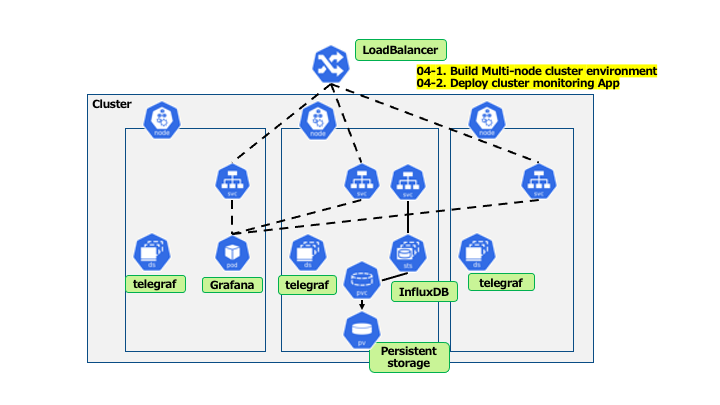 LoadBalancer
04-1. Build Multi-node cluster environment
04-2. Deploy cluster monitoring App
Cluster
node
node
node
svc
svc
svc
svc
ds
pod
ds
sts
ds
telegraf
Grafana
telegraf
pvc
InfluxDB
telegraf
pv
Persistent
storage